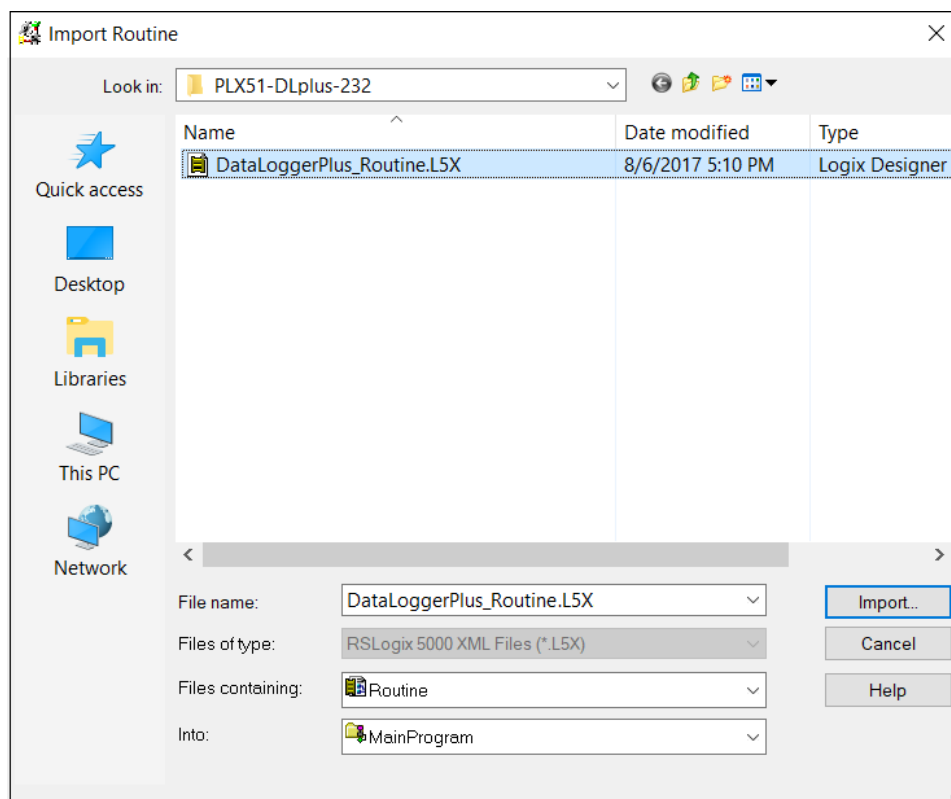 Import Routine
Look in: PLX51-DLplus-232
Name Date modified Type
DataLoggerPlus_Routine.L5X 8/6/2017 5:10 PM Logix Designer
Quick access
Desktop
Libraries
This PC
Network
File name: DataLoggerPlus_Routine.L5X Import...
Files of type: RSLogix 5000 XML Files (*.L5X) Cancel
Files containing: Routine Help
Into: MainProgram